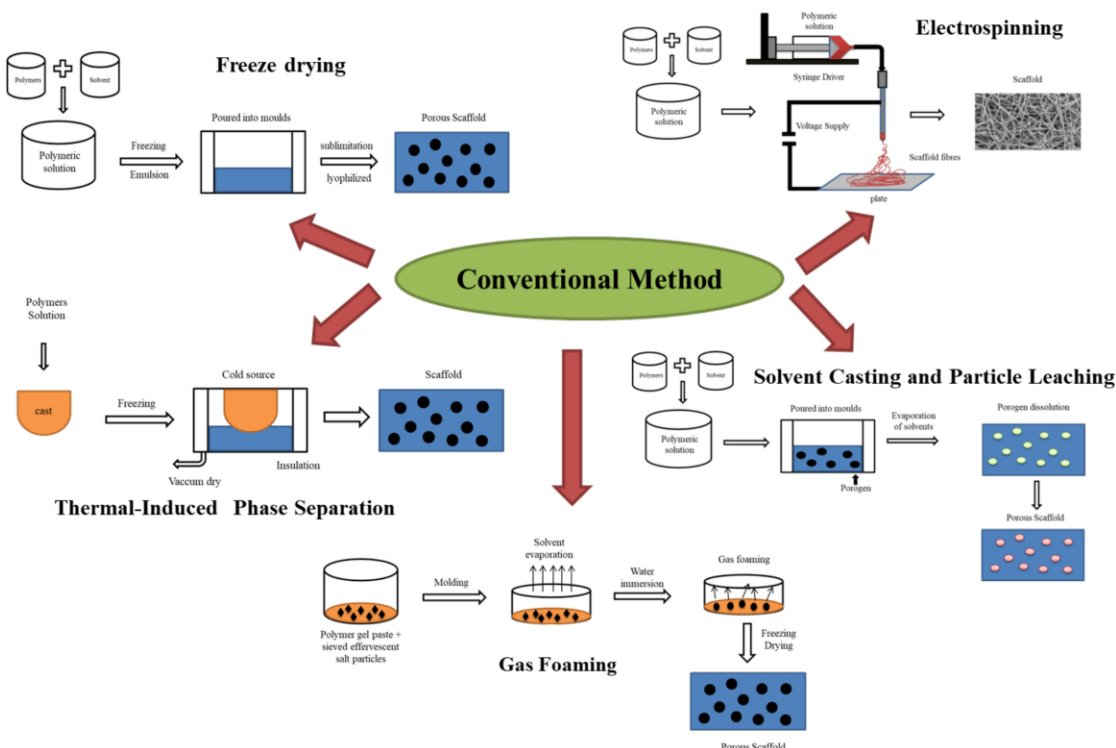 Freeze drying
Polymers
Solvent
Polymeric
solution
Freezing
Emulsion
Poured into moulds
sublimitation
lyophilized
Porous Scaffold
Electrospinning
Polymers
Solvent
Polymeric
solution
Polymeric
solution
Syringe Driver
Voltage Supply
Scaffold fibres
plate
Scaffold
Conventional Method
Polymers
Solution
cast
Freezing
Cold source
Vaccum dry
Insulation
Scaffold
Thermal-Induced Phase Separation
Solvent Casting and Particle Leaching
Polymers
Solvent
Polymeric
solution
Poured into moulds
Porogen
Evaporation
of solvents
Porogen dissolution
Porous Scaffold
Polymer gel paste +
sieved effervescent
salt particles
Molding
Solvent
evaporation
Water
immersion
Gas foaming
Freezing
Drying
Gas Foaming
Porous Scaffold